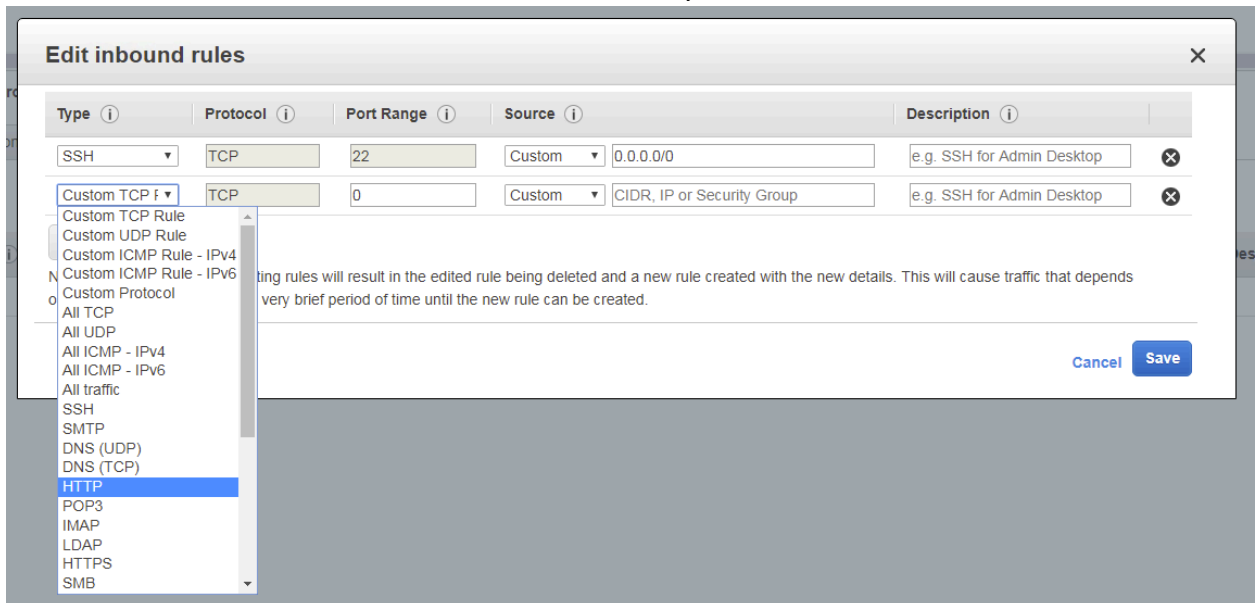 Edit inbound rules
Type Protocol Port Range Source Description
SSH TCP 22 Custom 0.0.0.0/0 e.g. SSH for Admin Desktop
Custom TCP TCP 0 Custom CIDR, IP or Security Group e.g. SSH for Admin Desktop
Custom TCP Rule
Custom UDP Rule
Custom ICMP Rule - IPv4
Custom ICMP Rule - IPv6
Custom Protocol
All TCP
All UDP
All ICMP - IPv4
All ICMP - IPv6
All traffic
SSH
SMTP
DNS (UDP)
DNS (TCP)
HTTP
POP3
IMAP
LDAP
HTTPS
SMB
rules will result in the edited rule being deleted and a new rule created with the new details. This will cause traffic that depends
very brief period of time until the new rule can be created.
Cancel Save